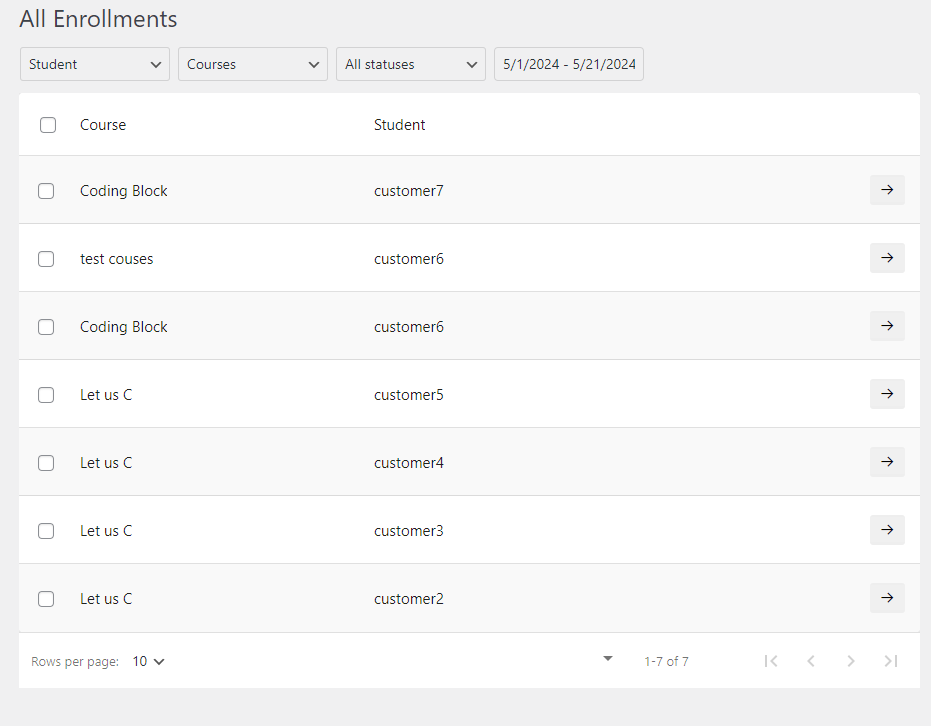 All Enrollments
Student Courses All statuses 5/1/2024 - 5/21/2024
Course Student
Coding Block customer7
test couses customer6
Coding Block customer6
Let us C customer5
Let us C customer4
Let us C customer3
Let us C customer2
Rows per page: 10 1-7 of 7